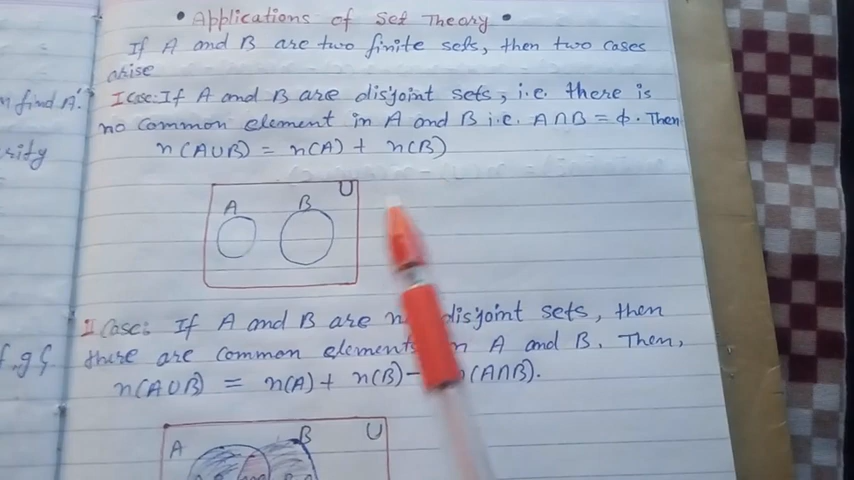 • Applications of Set Theory •
If A and B are two finite sets, then two cases
arise
I Case: If A and B are disjoint sets, i.e. there is
no common element in A and B i.e. A∩B = ϕ. Then
n(A∪B) = n(A) + n(B)
A B U
II Case: If A and B are disjoint sets, then
there are common elements in A and B. Then,
n(A∪B) = n(A) + n(B) - (A∩B).
A B U
find A'.